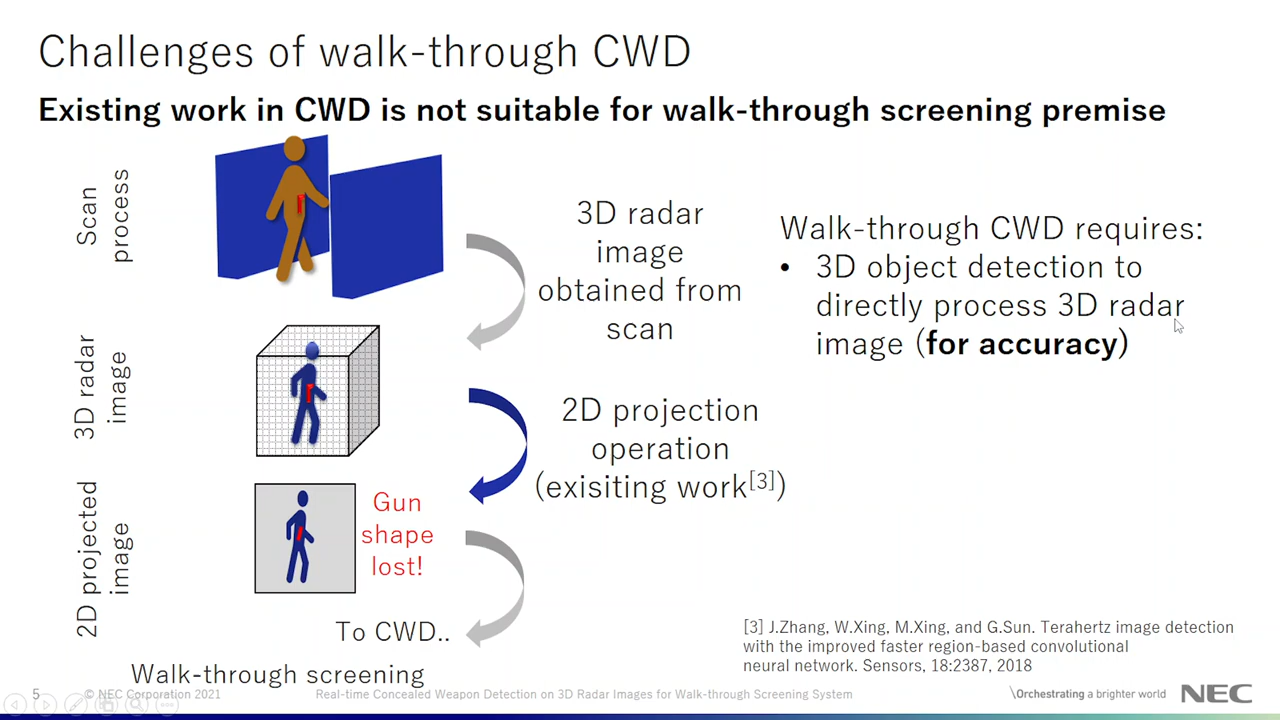 Challenges of walk-through CWD
Existing work in CWD is not suitable for walk-through screening premise
Scan
process
3D radar
image
obtained from
scan
Walk-through CWD requires:
• 3D object detection to
directly process 3D radar
image (for accuracy)
3D radar
image
2D projection
operation
(exisiting work[3])
2D projected
image
Gun
shape
lost!
To CWD..
Walk-through screening
[3] J.Zhang, W.Xing, M.Xing, and G.Sun. Terahertz image detection
with the improved faster region-based convolutional
neural network. Sensors, 18:2387, 2018
5
© NEC Corporation 2021
Real-time Concealed Weapon Detection on 3D Radar Images for Walk-through Screening System
\Orchestrating a brighter world
NEC